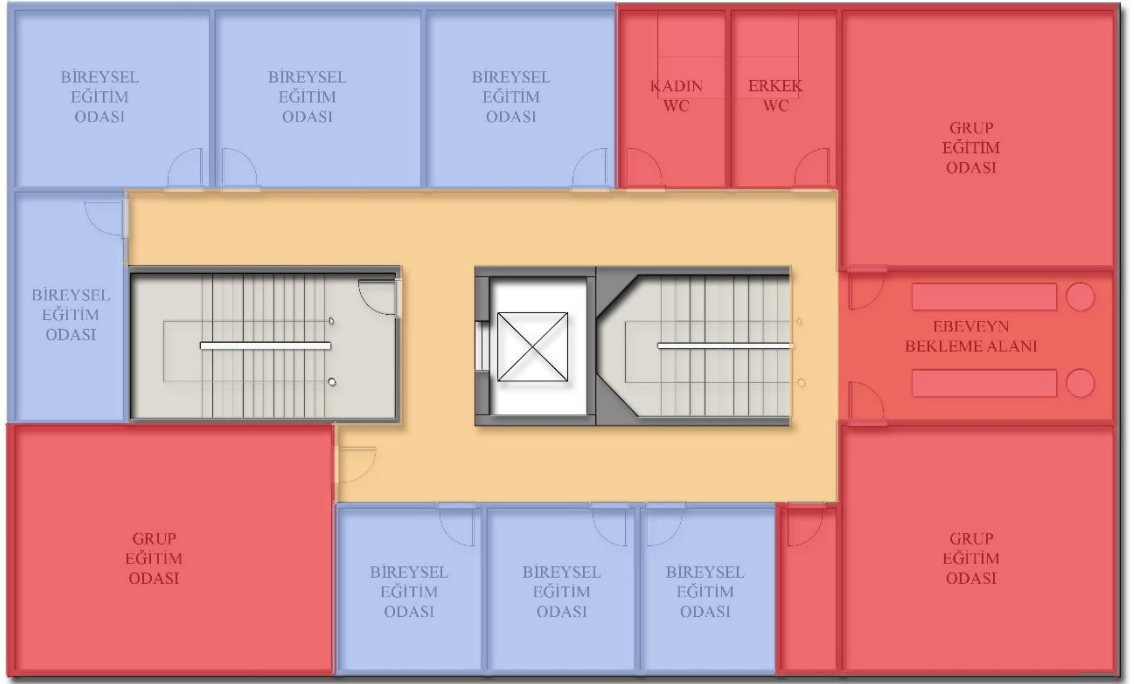 BİREYSEL
EĞİTİM
ODASI
BİREYSEL
EĞİTİM
ODASI
BİREYSEL
EĞİTİM
ODASI
KADIN
WC
ERKEK
WC
GRUP
EĞİTİM
ODASI
BİREYSEL
EĞİTİM
ODASI
EBEVEYN
BEKLEME ALANI
GRUP
EĞİTİM
ODASI
BİREYSEL
EĞİTİM
ODASI
BİREYSEL
EĞİTİM
ODASI
BİREYSEL
EĞİTİM
ODASI
GRUP
EĞİTİM
ODASI